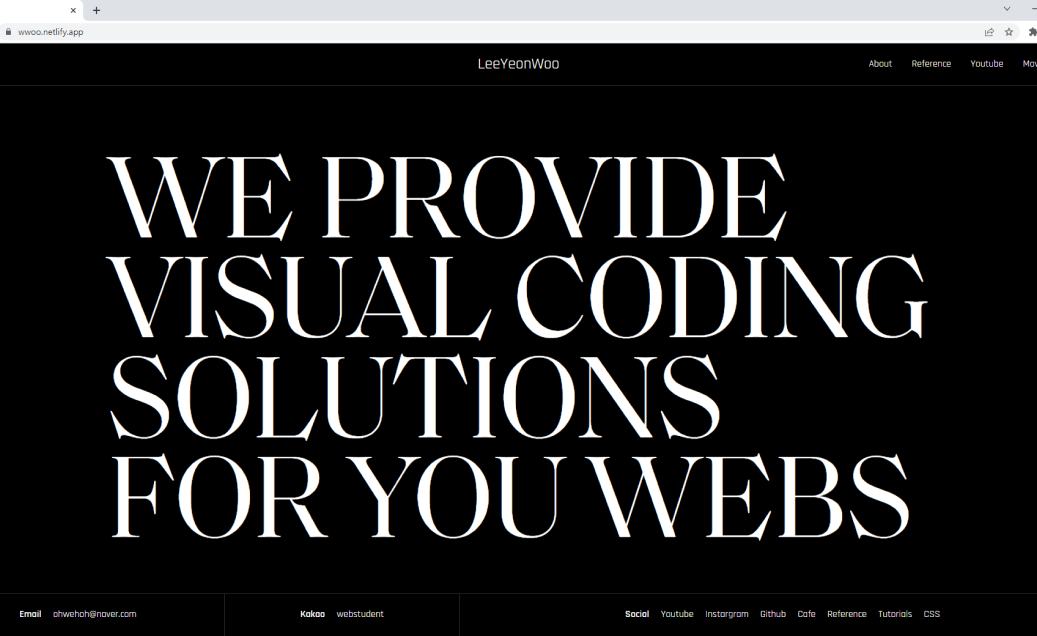 wwoo.netlify.app
LeeYeonWoo
About Reference Youtube Mov
WE PROVIDE
VISUAL CODING
SOLUTIONS
FOR YOU WEBS
Email ohwehoh@naver.com Kakao webstudent Social Youtube Instargram Github Cafe Reference Tutorials CSS